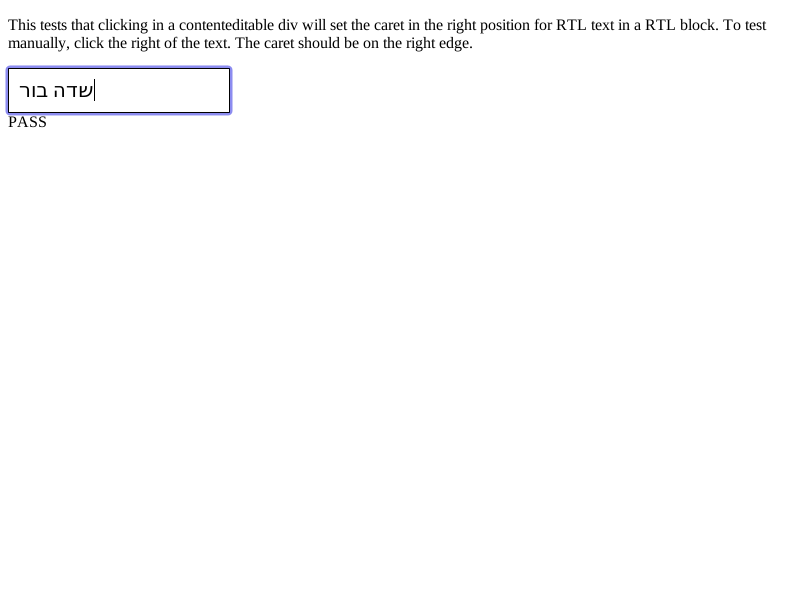 This tests that clicking in a contenteditable div will set the caret in the right position for RTL text in a RTL block. To test
manually, click the right of the text. The caret should be on the right edge.
שדה בור
PASS